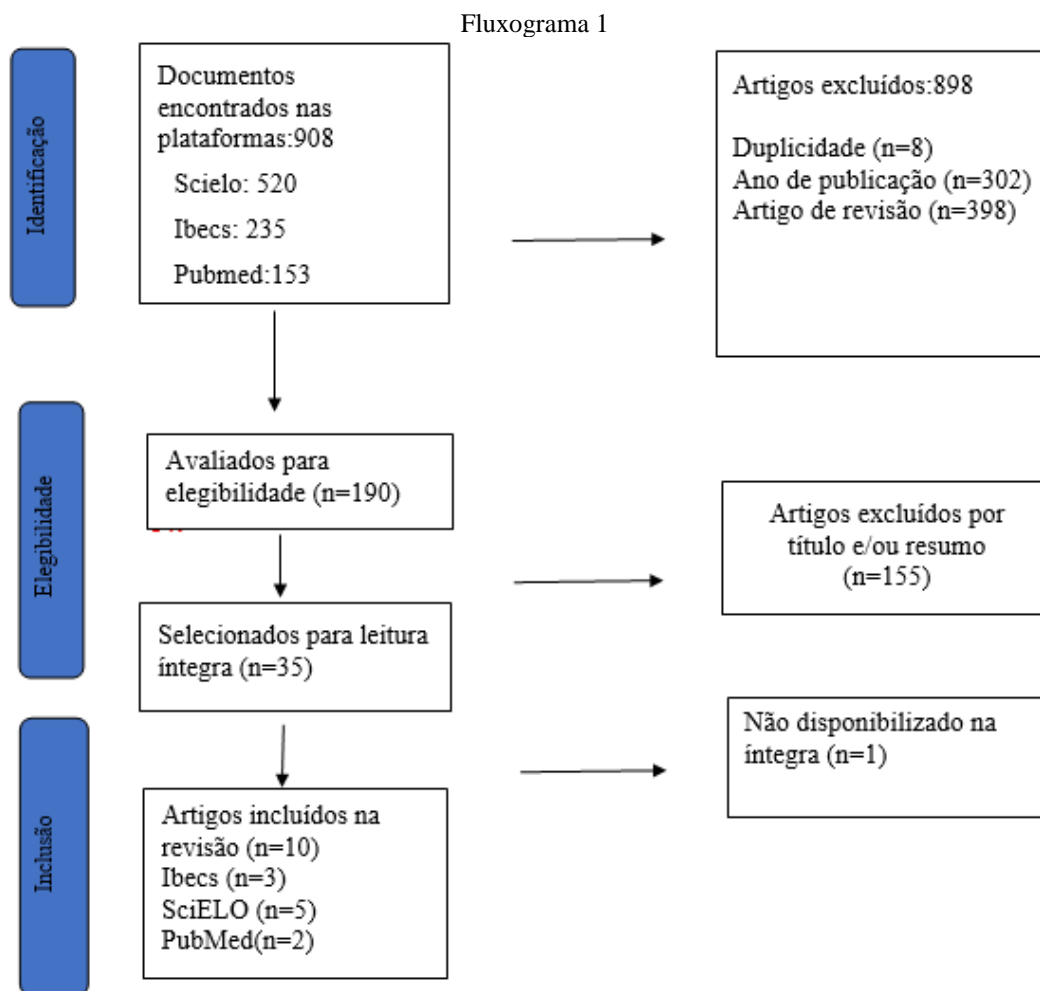 Fluxograma 1
Identificação
Documentos
encontrados nas
plataformas:908
Scielo: 520
Ibecs: 235
Pubmed:153
Artigos excluídos:898
Duplicidade (n=8)
Ano de publicação (n=302)
Artigo de revisão (n=398)
Elegibilidade
Avaliados para
elegibilidade (n=190)
Artigos excluídos por
título e/ou resumo
(n=155)
Selecionados para leitura
íntegra (n=35)
Inclusão
Não disponibilizado na
íntegra (n=1)
Artigos incluídos na
revisão (n=10)
Ibecs (n=3)
SciELO (n=5)
PubMed(n=2)